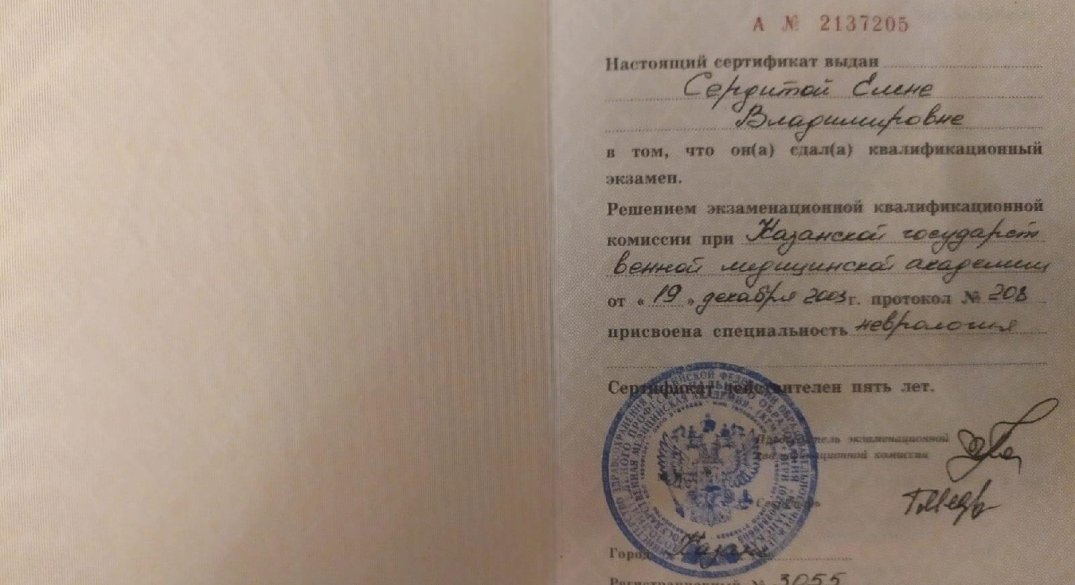 А № 2137205
Настоящий сертификат выдан
Сердитой Елене
Владимировне
в том, что он(а) сдал(а) квалификационный
экзамен.
Решением экзаменационной квалификационной
комиссии при Казанской государст
венной медицинской академии
от « 19 » декабря 2003 г. протокол № 208
присвоена специальность неврология
Сертификат действителен пять лет.
Председатель экзаменационной
квалификационной комиссии
Город Казань
Регистрационный № 3055